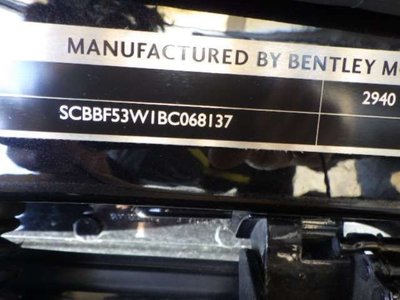 MANUFACTURED BY BENTLEY
2940
SCBBF53W1BC068137